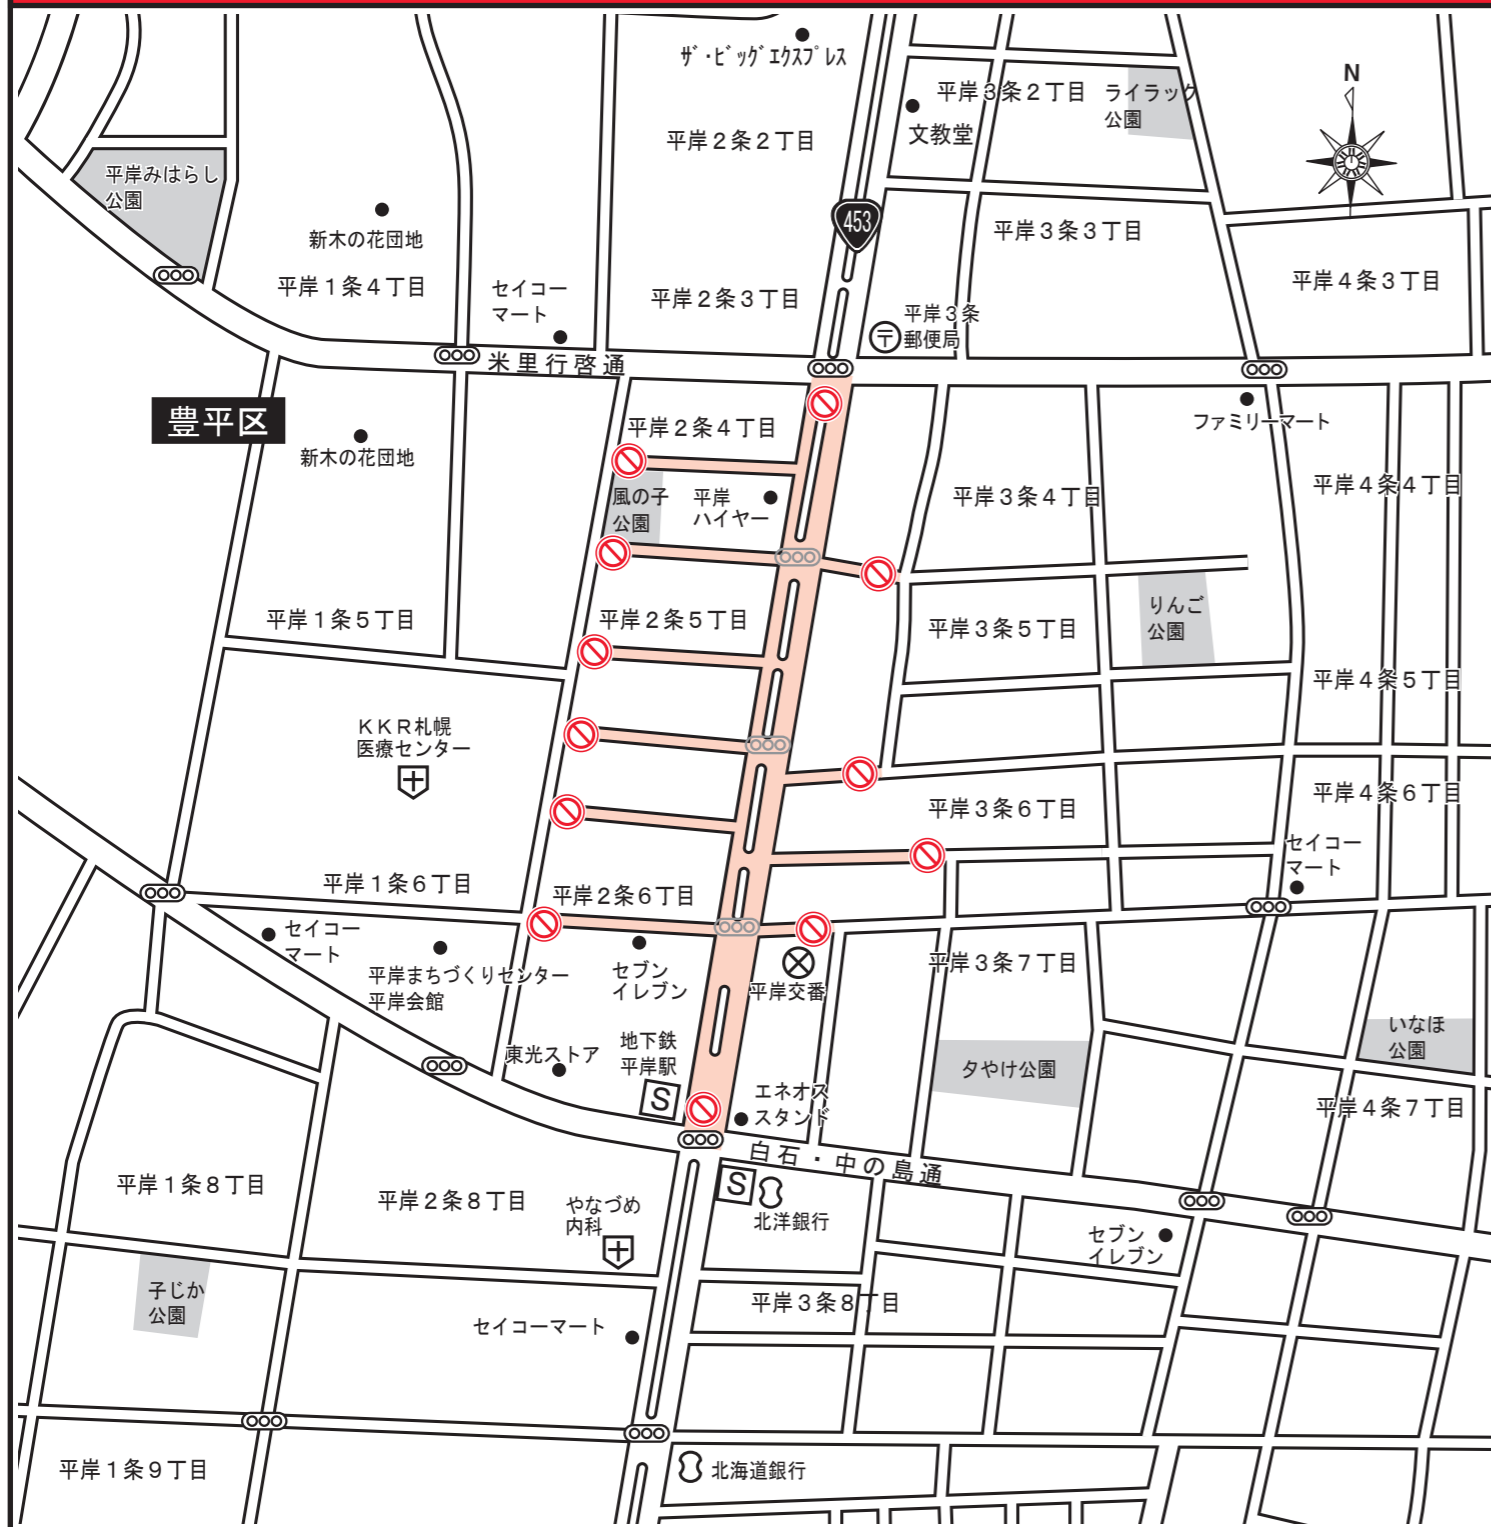 ザ・ビッグエクスプレス
N
平岸３条２丁目
ライラック
公園
文教堂
平岸２条２丁目
平岸みはらし
公園
453
新木の花団地
平岸３条３丁目
平岸１条４丁目
セイコー
マート
平岸２条３丁目
平岸４条３丁目
平岸３条
郵便局
〒
米里行啓通
豊平区
新木の花団地
平岸２条４丁目
ファミリーマート
風の子
公園
平岸
ハイヤー
平岸３条４丁目
平岸４条４丁目
平岸１条５丁目
平岸２条５丁目
平岸３条５丁目
りんご
公園
平岸４条５丁目
ＫＫＲ札幌
医療センター
平岸３条６丁目
平岸４条６丁目
セイコー
マート
平岸１条６丁目
平岸２条６丁目
セイコー
マート
平岸まちづくりセンター
平岸会館
セブン
イレブン
平岸交番
平岸３条７丁目
いなほ
公園
東光ストア
地下鉄
平岸駅
S
夕やけ公園
エネオス
スタンド
平岸４条７丁目
白石・中の島通
平岸１条８丁目
平岸２条８丁目
S
北洋銀行
やなづめ
内科
セブン
イレブン
子じか
公園
平岸３条８丁目
セイコーマート
平岸１条９丁目
北海道銀行